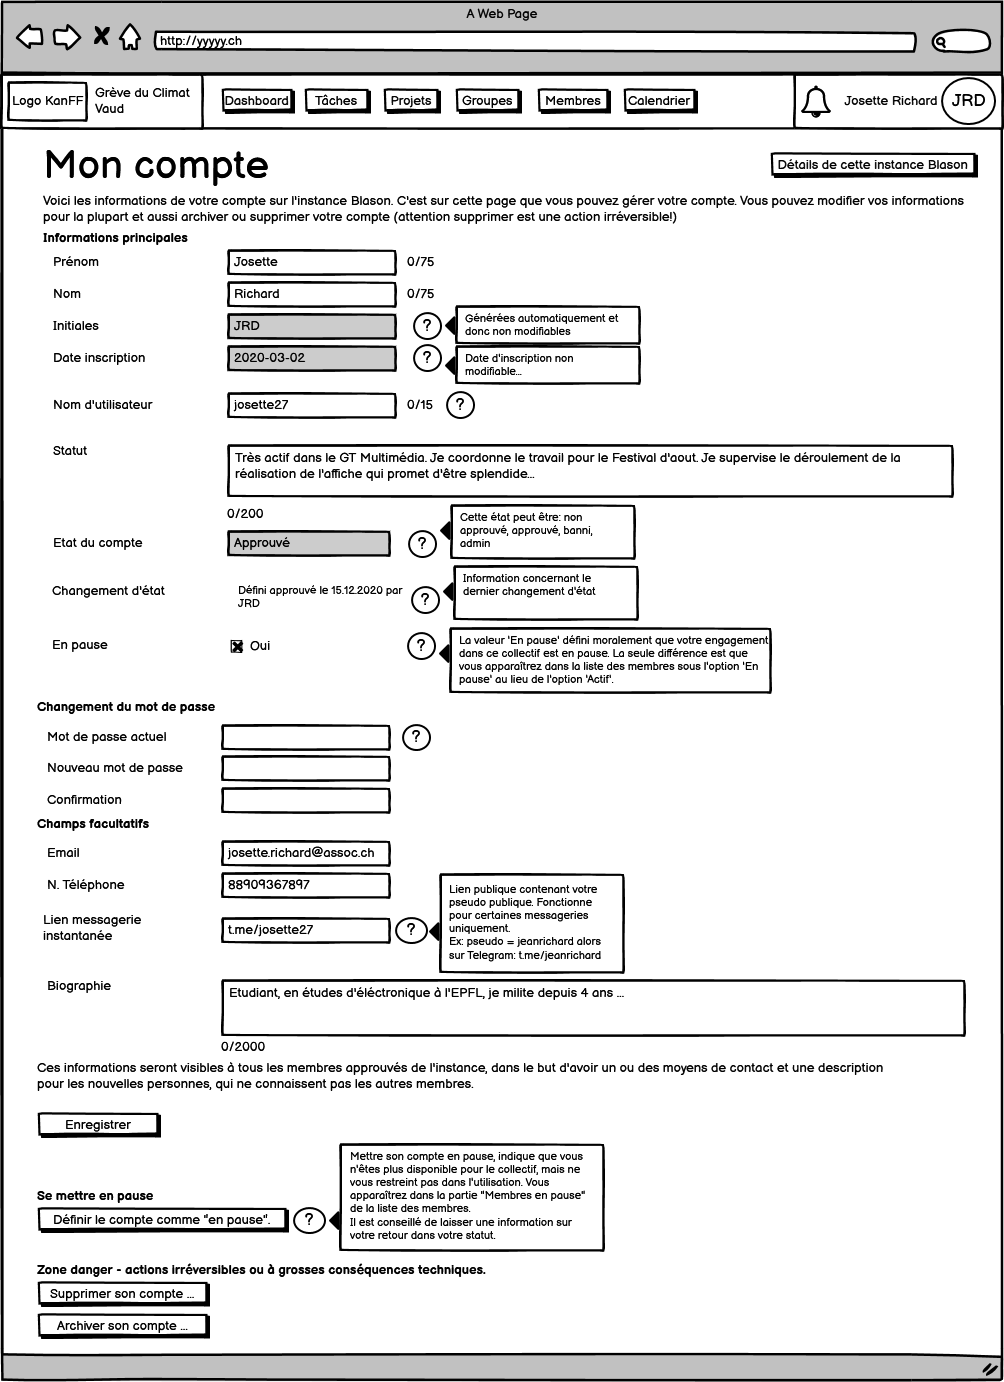 A Web Page
http://yyyyy.ch
Logo KanFF
Grève du Climat
Vaud
Dashboard
Tâches
Projets
Groupes
Membres
Calendrier
Josette Richard
JRD
Mon compte
Détails de cette instance Blason
Voici les informations de votre compte sur l'instance Blason. C'est sur cette page que vous pouvez gérer votre compte. Vous pouvez modifier vos informations
pour la plupart et aussi archiver ou supprimer votre compte (attention supprimer est une action irréversible!)
Informations principales
Prénom
Josette
0/75
Nom
Richard
0/75
Initiales
JRD
?
Générées automatiquement et
donc non modifiables
Date inscription
2020-03-02
?
Date d'inscription non
modifiable...
Nom d'utilisateur
josette27
0/15
?
Statut
Très actif dans le GT Multimédia. Je coordonne le travail pour le Festival d'aout. Je supervise le déroulement de la
réalisation de l'affiche qui promet d'être splendide...
0/200
Etat du compte
Approuvé
?
Cette état peut être: non
approuvé, approuvé, banni,
admin
Changement d'état
Défini approuvé le 15.12.2020 par
JRD
?
Information concernant le
dernier changement d'état
En pause
Oui
?
La valeur 'En pause' défini moralement que votre engagement
dans ce collectif est en pause. La seule différence est que
vous apparaîtrez dans la liste des membres sous l'option 'En
pause' au lieu de l'option 'Actif'.
Changement du mot de passe
Mot de passe actuel
?
Nouveau mot de passe
Confirmation
Champs facultatifs
Email
josette.richard@assoc.ch
N. Téléphone
88909367897
Lien messagerie
instantanée
t.me/josette27
?
Lien publique contenant votre
pseudo publique. Fonctionne
pour certaines messageries
uniquement.
Ex: pseudo = jeanrichard alors
sur Telegram: t.me/jeanrichard
Biographie
Etudiant, en études d'éléctronique à l'EPFL, je milite depuis 4 ans ...
0/2000
Ces informations seront visibles à tous les membres approuvés de l'instance, dans le but d'avoir un ou des moyens de contact et une description
pour les nouvelles personnes, qui ne connaissent pas les autres membres.
Enregistrer
Se mettre en pause
Définir le compte comme "en pause".
?
Mettre son compte en pause, indique que vous
n'êtes plus disponible pour le collectif, mais ne
vous restreint pas dans l'utilisation. Vous
apparaîtrez dans la partie "Membres en pause"
de la liste des membres.
Il est conseillé de laisser une information sur
votre retour dans votre statut.
Zone danger - actions irréversibles ou à grosses conséquences techniques.
Supprimer son compte ...
Archiver son compte ...